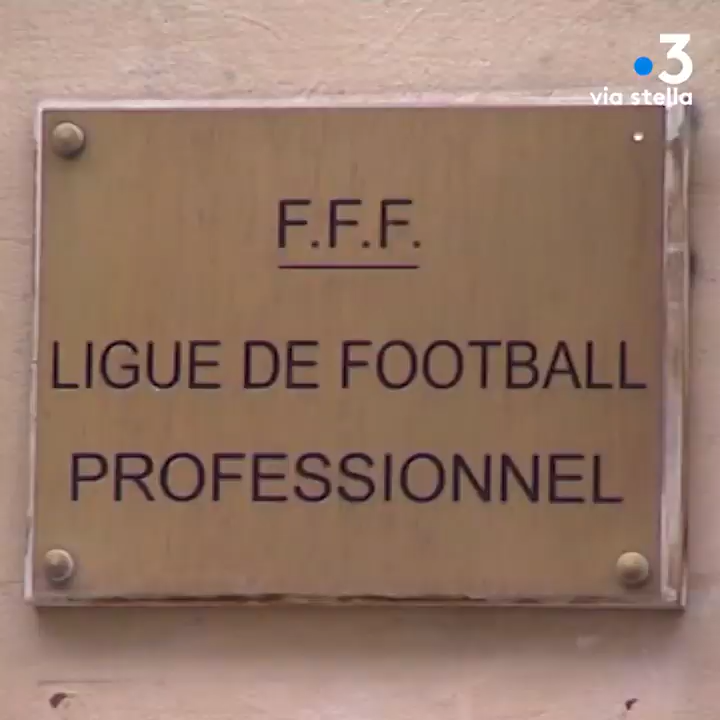 3
via stella
F.F.F.
LIGUE DE FOOTBALL
PROFESSIONNEL